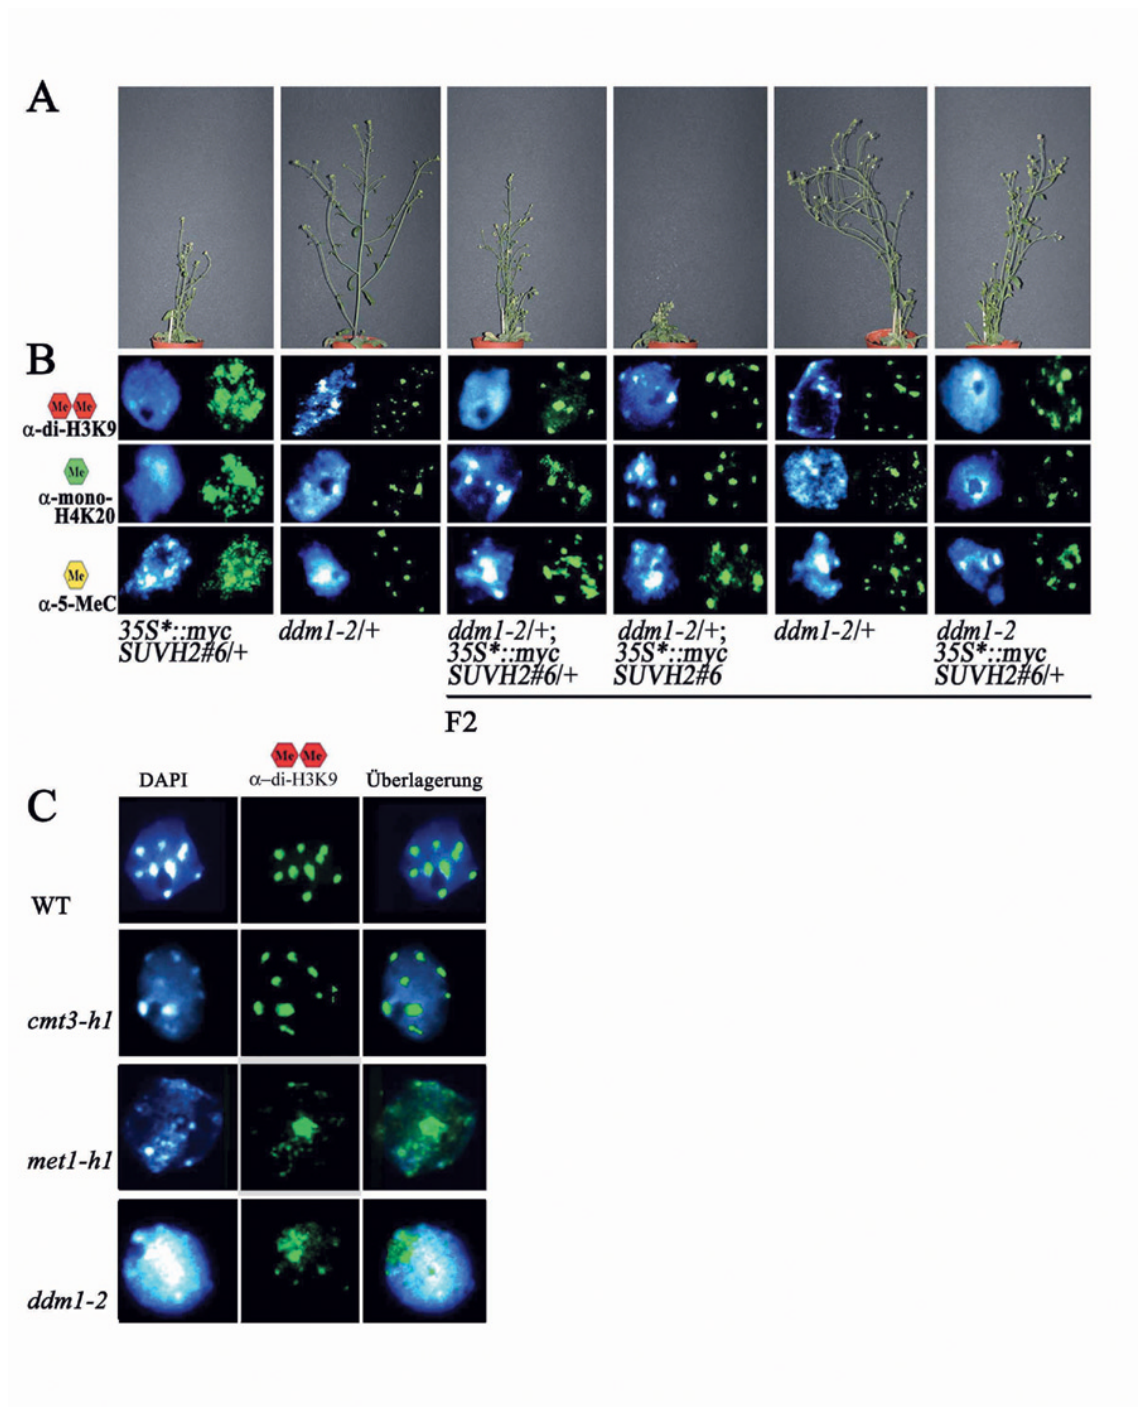 A
B
Me Me
α-di-H3K9
Me
α-mono-
H4K20
Me
α-5-MeC
35S*::myc
SUVH2#6/+
ddm1-2/+
ddm1-2/+;
35S*::myc
SUVH2#6/+
ddm1-2/+;
35S*::myc
SUVH2#6
ddm1-2/+
ddm1-2
35S*::myc
SUVH2#6/+
F2
Me Me
DAPI α–di-H3K9 Überlagerung
C
WT
cmt3-h1
met1-h1
ddm1-2